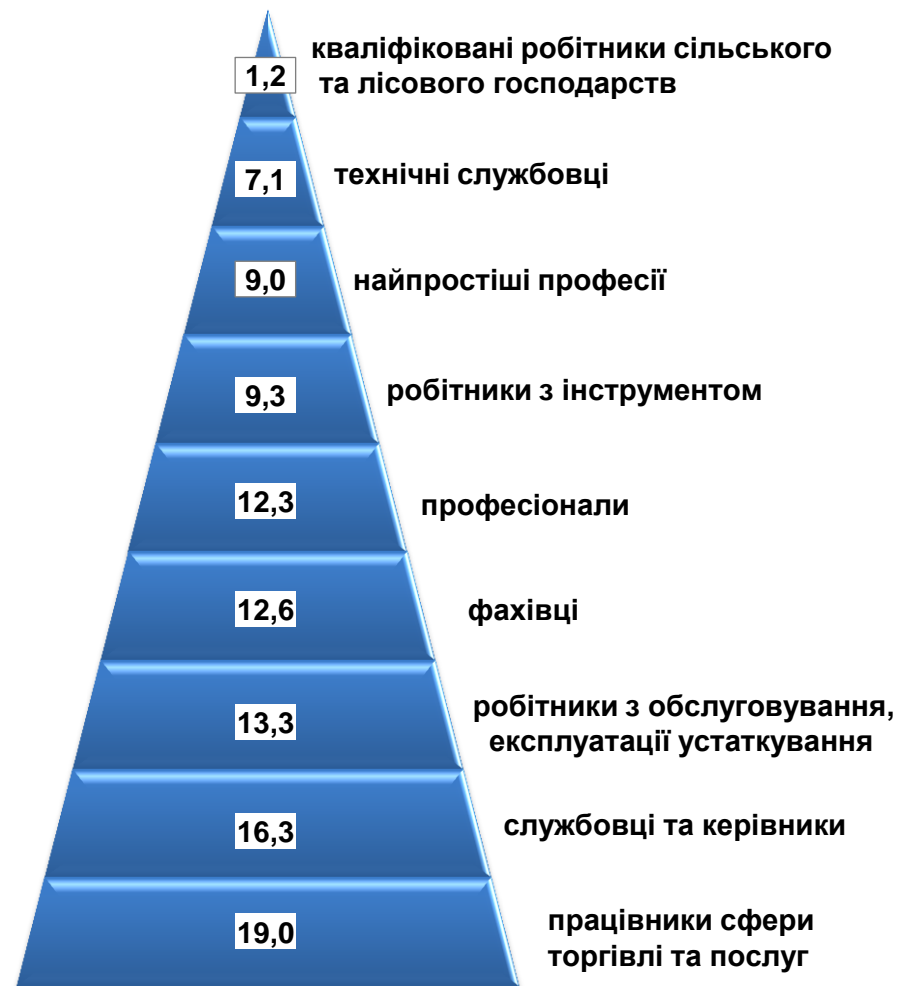 кваліфіковані робітники сільського
та лісового господарств
1,2
технічні службовці
7,1
найпростіші професії
9,0
робітники з інструментом
9,3
професіонали
12,3
фахівці
12,6
робітники з обслуговування,
експлуатації устаткування
13,3
службовці та керівники
16,3
працівники сфери
торгівлі та послуг
19,0